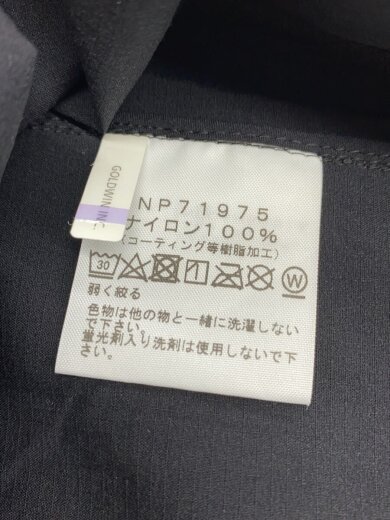 GOLDWIN INC.
NP71975
ナイロン100%
(コーティング等樹脂加工)
30 W
弱く絞る
色物は他の物と一緒に洗濯しない
で下さい。
蛍光剤入り洗剤は使用しないで下
さい。